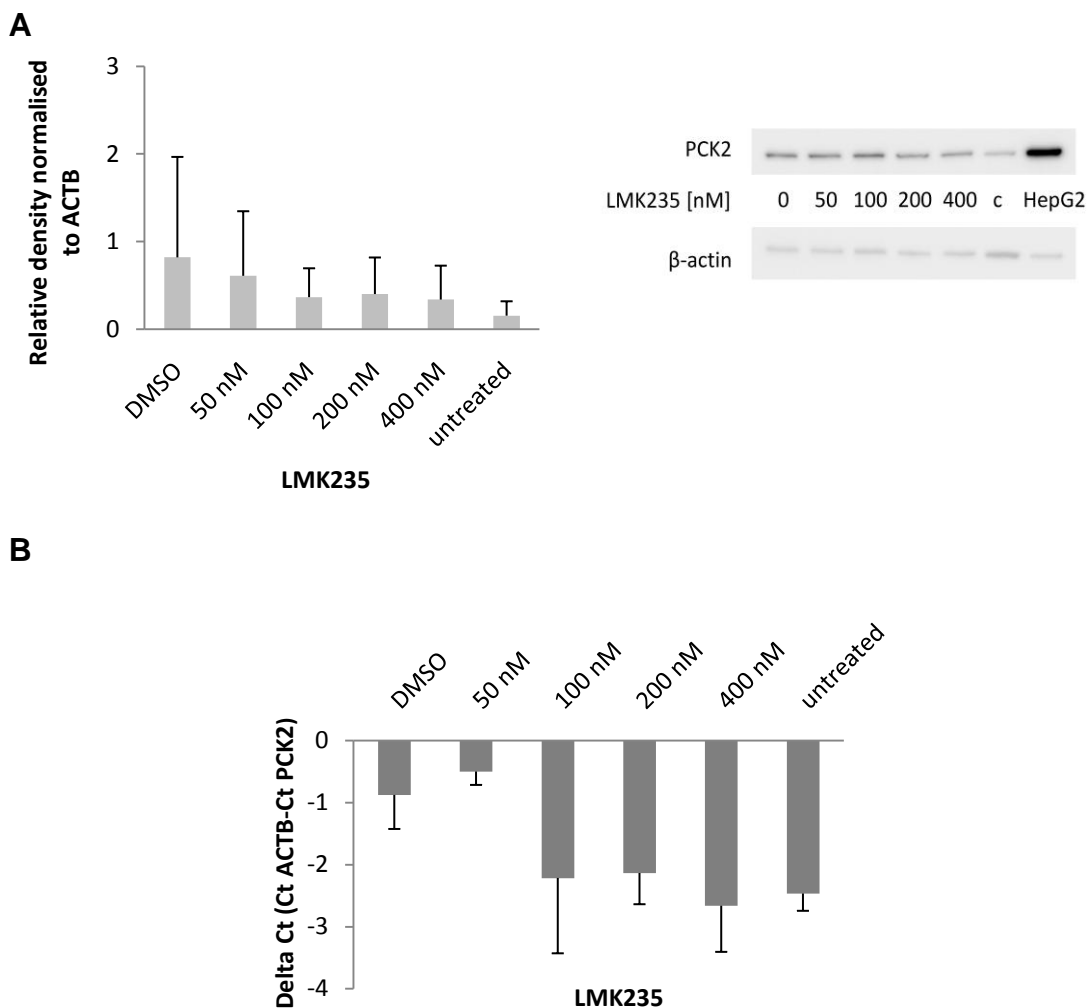 A
Relative density normalised
to ACTB
3
2
1
0
DMSO
50 nM
100 nM
200 nM
400 nM
untreated
LMK235
PCK2
LMK235 [nM] 0 50 100 200 400 c HepG2
β-actin
B
DMSO
50 nM
100 nM
200 nM
400 nM
untreated
Delta Ct (Ct ACTB-Ct PCK2)
0
-1
-2
-3
-4
LMK235